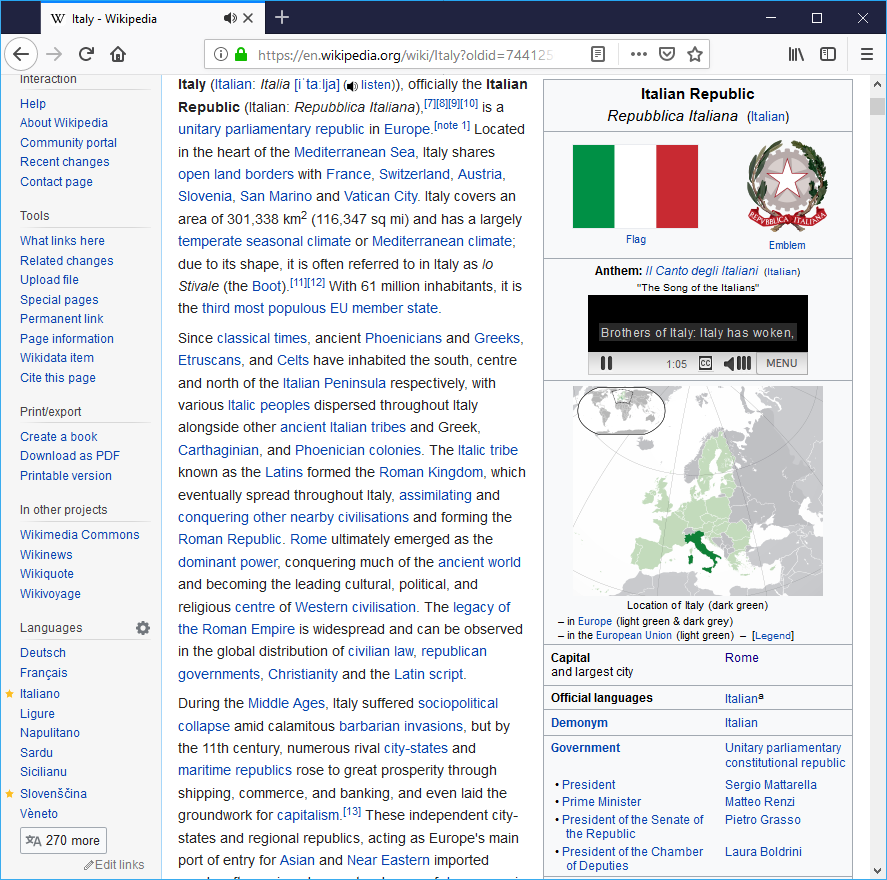 Italy - Wikipedia
https://en.wikipedia.org/wiki/Italy?oldid=744125
Interaction
Help
About Wikipedia
Community portal
Recent changes
Contact page
Tools
What links here
Related changes
Upload file
Special pages
Permanent link
Page information
Wikidata item
Cite this page
Print/export
Create a book
Download as PDF
Printable version
In other projects
Wikimedia Commons
Wikinews
Wikiquote
Wikivoyage
Languages
Deutsch
Français
Italiano
Ligure
Napulitano
Sardu
Sicilianu
Slovenščina
Vèneto
270 more
Edit links
Italy (Italian: Italia [iˈtaːlja] (listen)), officially the Italian
Republic (Italian: Repubblica Italiana),[7][8][9][10] is a
unitary parliamentary republic in Europe.[note 1] Located
in the heart of the Mediterranean Sea, Italy shares
open land borders with France, Switzerland, Austria,
Slovenia, San Marino and Vatican City. Italy covers an
area of 301,338 km2 (116,347 sq mi) and has a largely
temperate seasonal climate or Mediterranean climate;
due to its shape, it is often referred to in Italy as lo
Stivale (the Boot).[11][12] With 61 million inhabitants, it is
the third most populous EU member state.
Since classical times, ancient Phoenicians and Greeks,
Etruscans, and Celts have inhabited the south, centre
and north of the Italian Peninsula respectively, with
various Italic peoples dispersed throughout Italy
alongside other ancient Italian tribes and Greek,
Carthaginian, and Phoenician colonies. The Italic tribe
known as the Latins formed the Roman Kingdom, which
eventually spread throughout Italy, assimilating and
conquering other nearby civilisations and forming the
Roman Republic. Rome ultimately emerged as the
dominant power, conquering much of the ancient world
and becoming the leading cultural, political, and
religious centre of Western civilisation. The legacy of
the Roman Empire is widespread and can be observed
in the global distribution of civilian law, republican
governments, Christianity and the Latin script.
During the Middle Ages, Italy suffered sociopolitical
collapse amid calamitous barbarian invasions, but by
the 11th century, numerous rival city-states and
maritime republics rose to great prosperity through
shipping, commerce, and banking, and even laid the
groundwork for capitalism.[13] These independent city-
states and regional republics, acting as Europe's main
port of entry for Asian and Near Eastern imported
Italian Republic
Repubblica Italiana (Italian)
REPVBBLICA ITALIANA
Flag
Emblem
Anthem: Il Canto degli Italiani (Italian)
"The Song of the Italians"
Brothers of Italy: Italy has woken,
1:05 CC MENU
Location of Italy (dark green)
– in Europe (light green & dark grey)
– in the European Union (light green) – [Legend]
Capital Rome
and largest city
Official languages Italiana
Demonym Italian
Government Unitary parliamentary
constitutional republic
• President Sergio Mattarella
• Prime Minister Matteo Renzi
• President of the Senate of Pietro Grasso
the Republic
• President of the Chamber Laura Boldrini
of Deputies